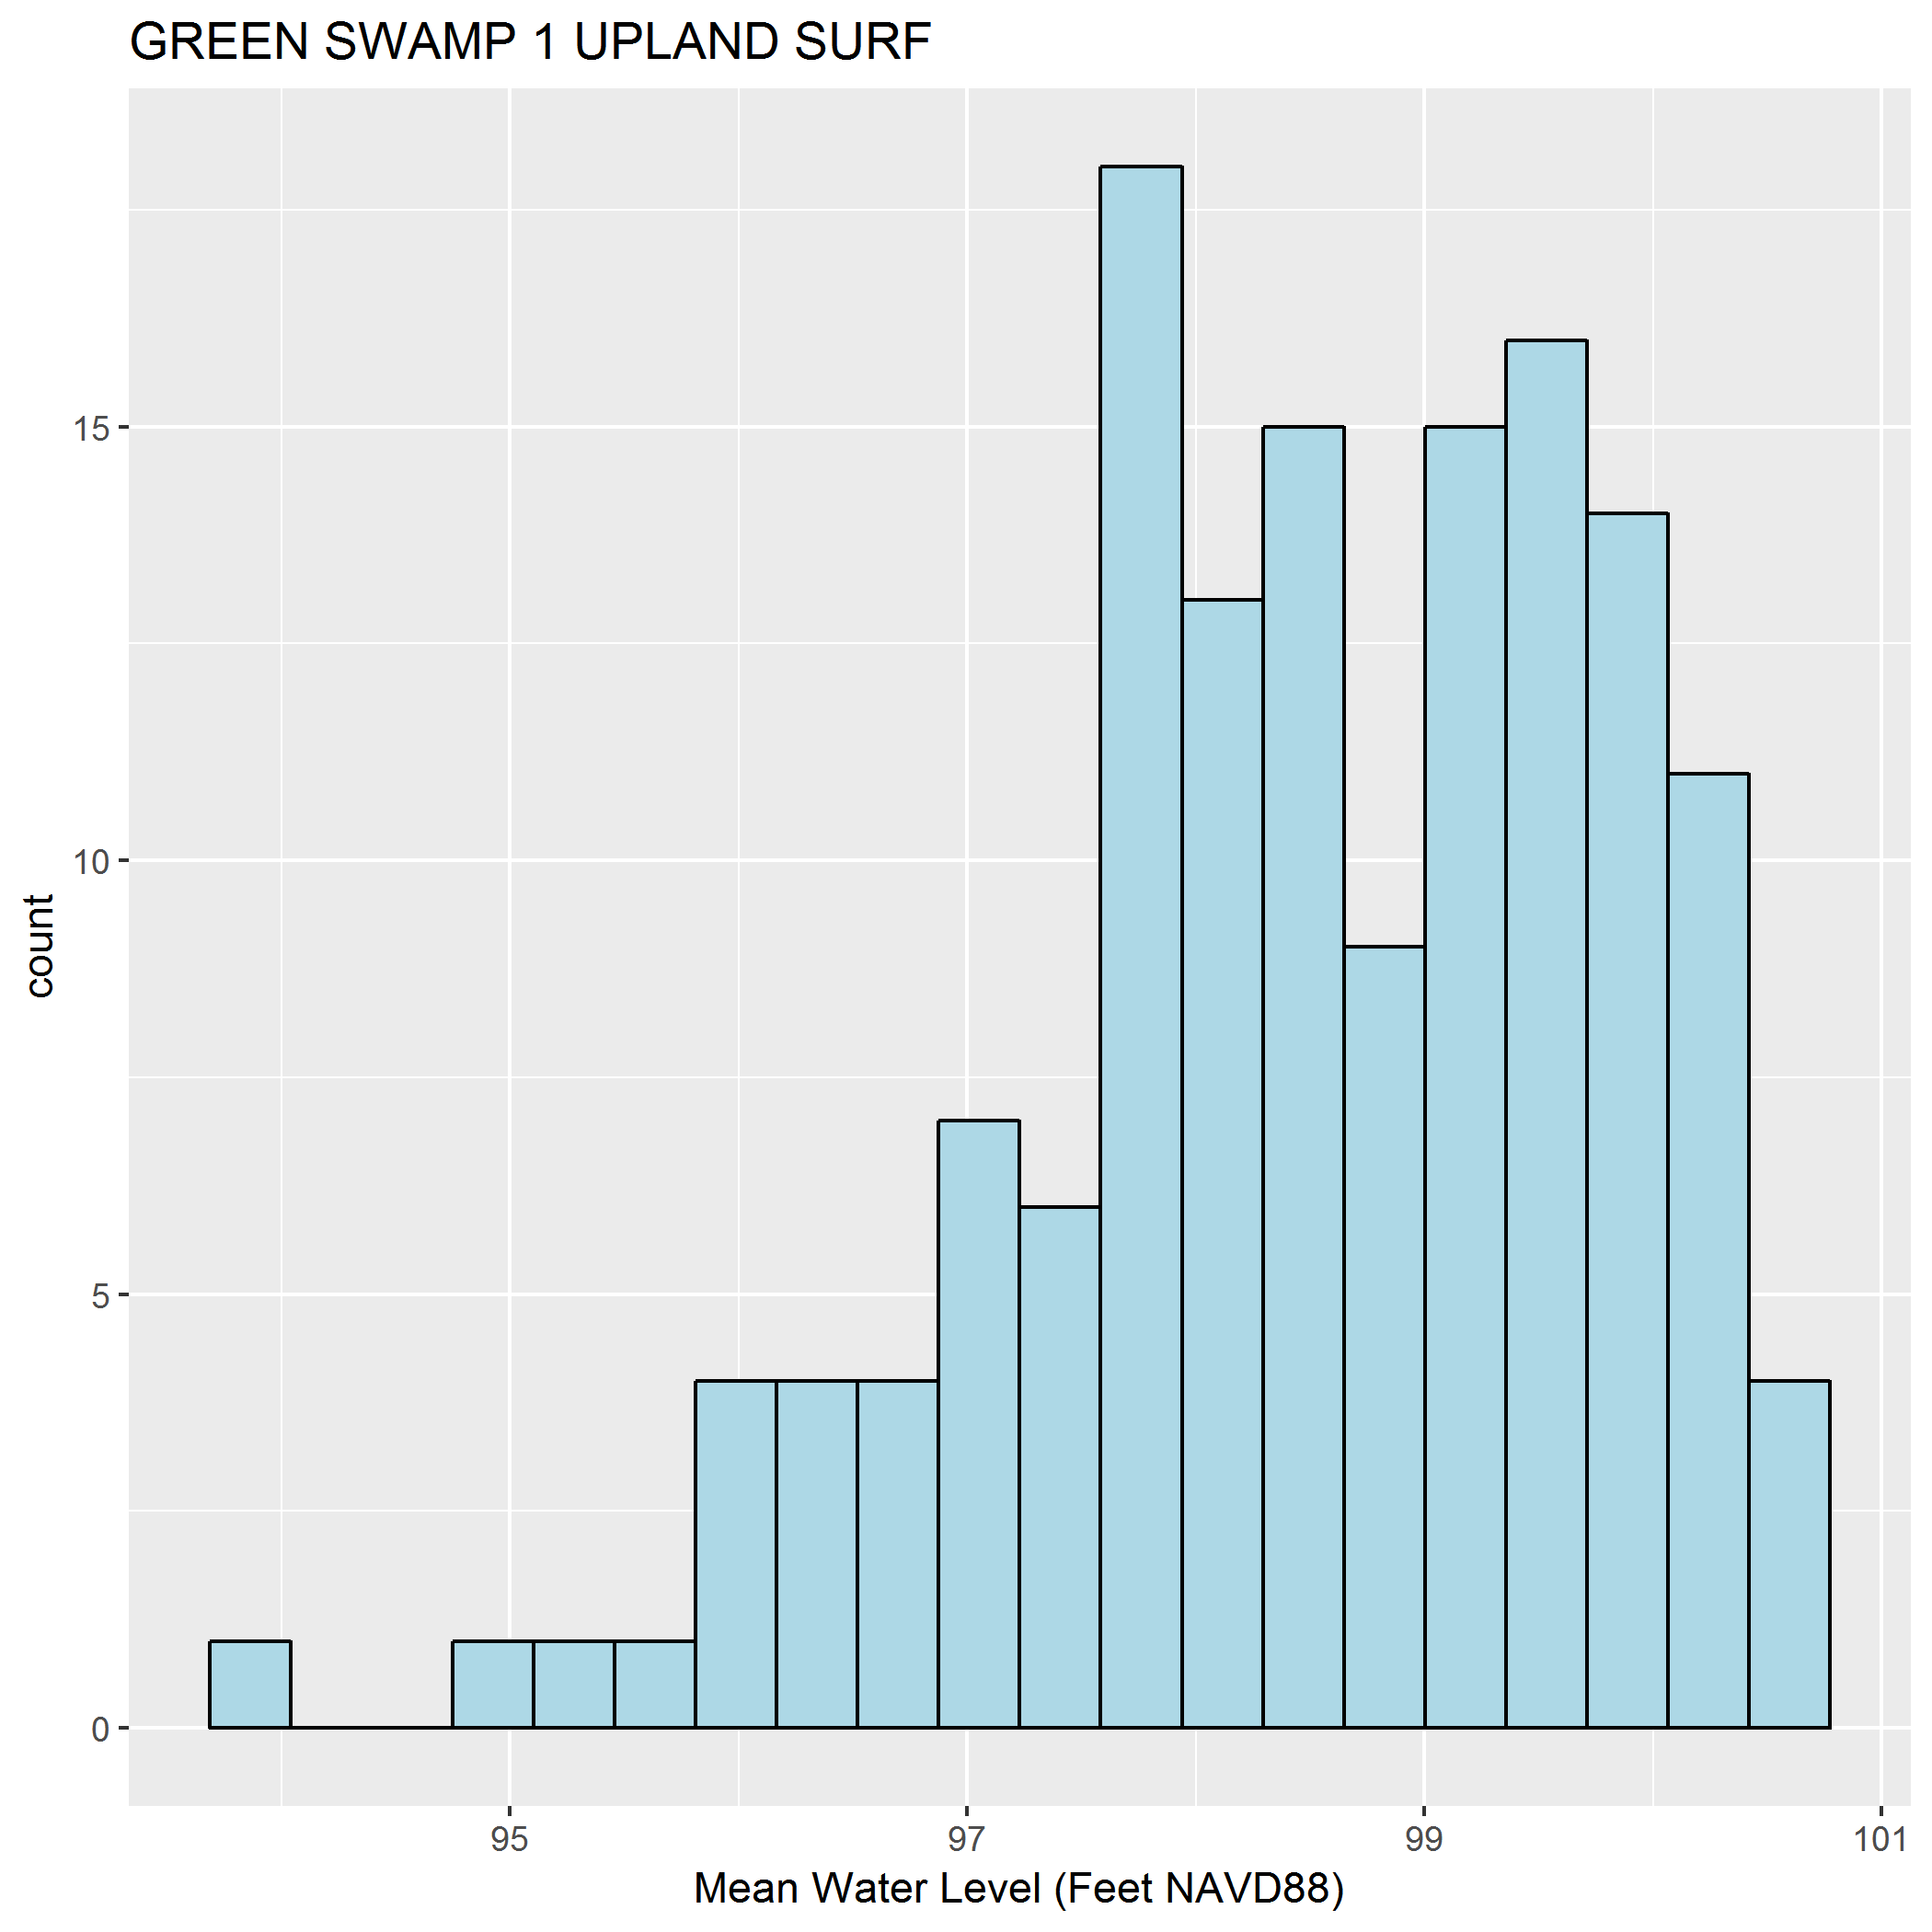 GREEN SWAMP 1 UPLAND SURF
15
10
5
0
count
95 97 99 101
Mean Water Level (Feet NAVD88)